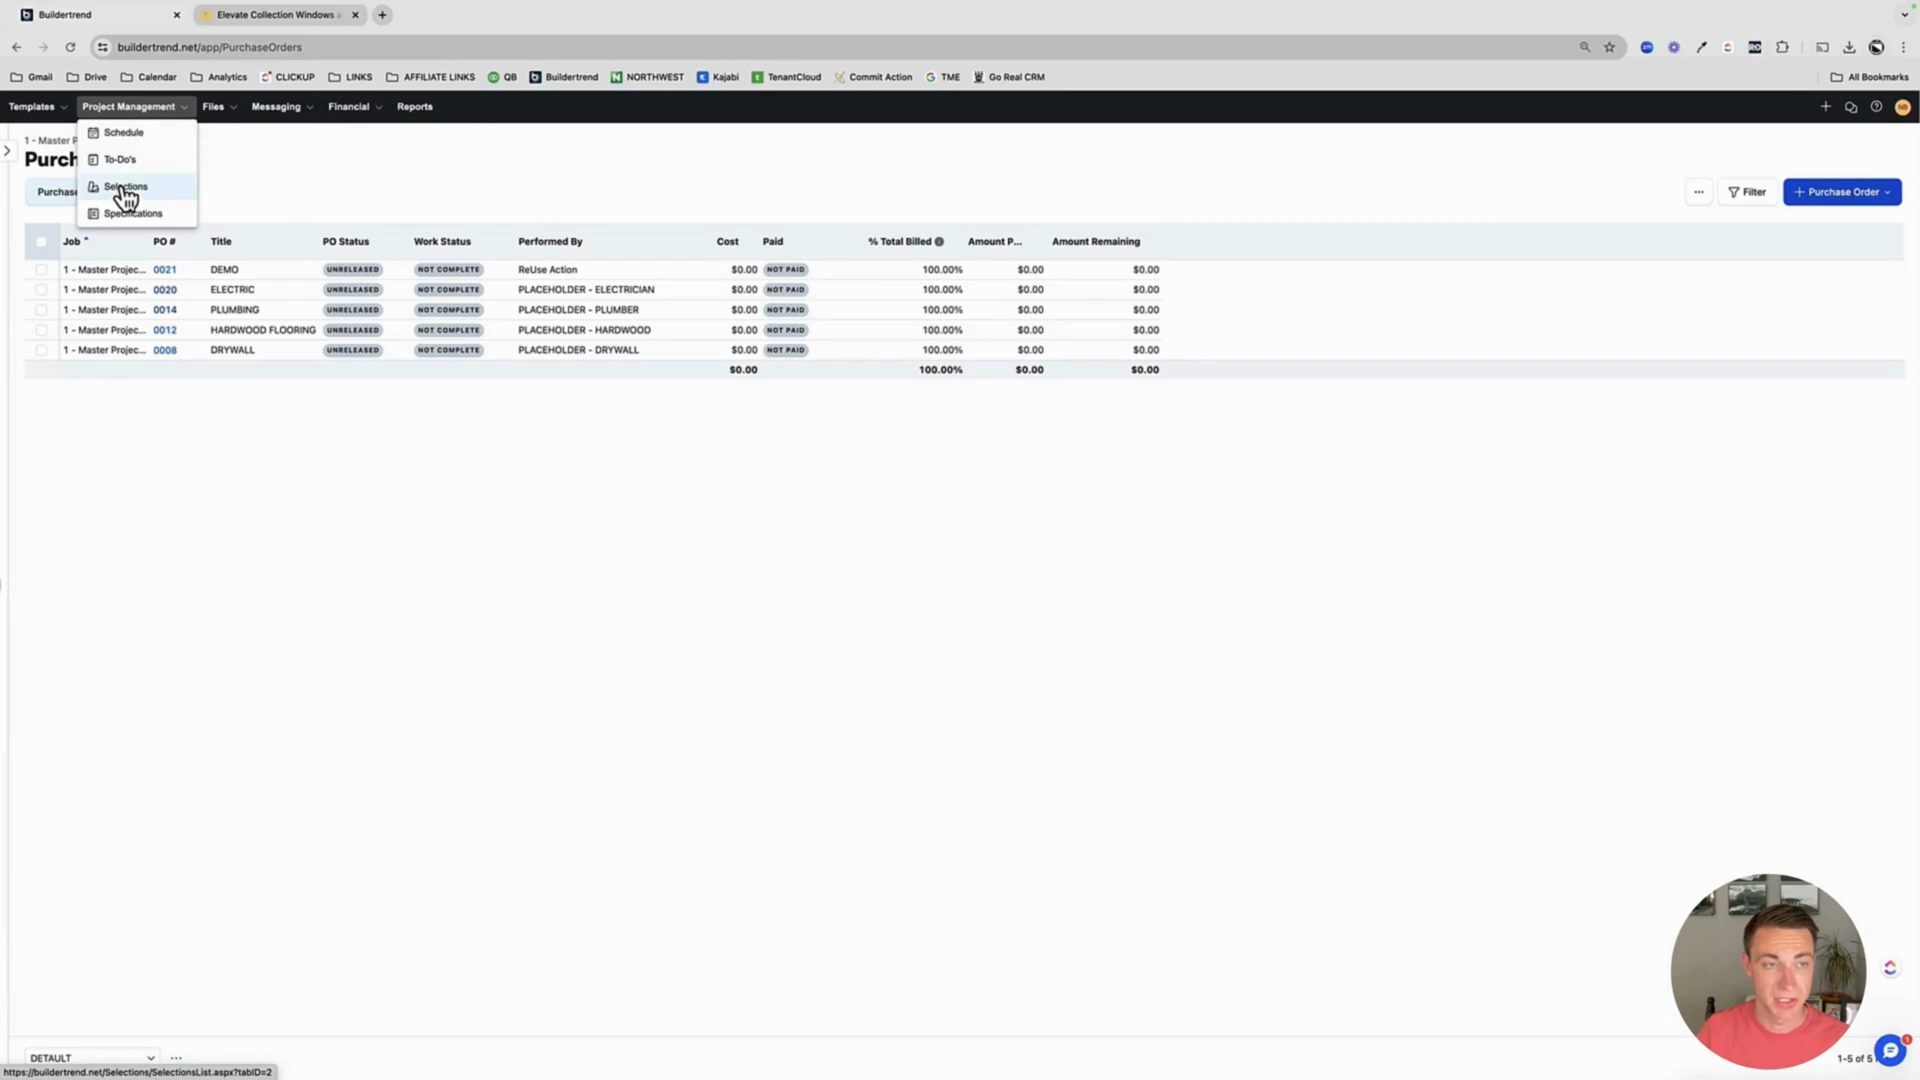 Buildertrend
Elevate Collection Windows a
buildertrend.net/app/PurchaseOrders
Gmail
Drive
Calendar
Analytics
CLICKUP
LINKS
AFFILIATE LINKS
QB
Buildertrend
NORTHWEST
Kajabi
TenantCloud
Commit Action
TME
Go Real CRM
All Bookmarks
Templates
Project Management
Files
Messaging
Financial
Reports
NB
Schedule
To-Do's
Selections
Specifications
1 - Master P
Purch
Purchase
Filter
Purchase Order
Job PO # Title PO Status Work Status Performed By Cost Paid % Total Billed Amount P... Amount Remaining
1 - Master Projec... 0021 DEMO UNRELEASED NOT COMPLETE ReUse Action $0.00 NOT PAID 100.00% $0.00 $0.00
1 - Master Projec... 0020 ELECTRIC UNRELEASED NOT COMPLETE PLACEHOLDER - ELECTRICIAN $0.00 NOT PAID 100.00% $0.00 $0.00
1 - Master Projec... 0014 PLUMBING UNRELEASED NOT COMPLETE PLACEHOLDER - PLUMBER $0.00 NOT PAID 100.00% $0.00 $0.00
1 - Master Projec... 0012 HARDWOOD FLOORING UNRELEASED NOT COMPLETE PLACEHOLDER - HARDWOOD $0.00 NOT PAID 100.00% $0.00 $0.00
1 - Master Projec... 0008 DRYWALL UNRELEASED NOT COMPLETE PLACEHOLDER - DRYWALL $0.00 NOT PAID 100.00% $0.00 $0.00
$0.00 100.00% $0.00 $0.00
DEFAULT
1-5 of 5
1
https://buildertrend.net/Selections/SelectionsList.aspx?tabID=2